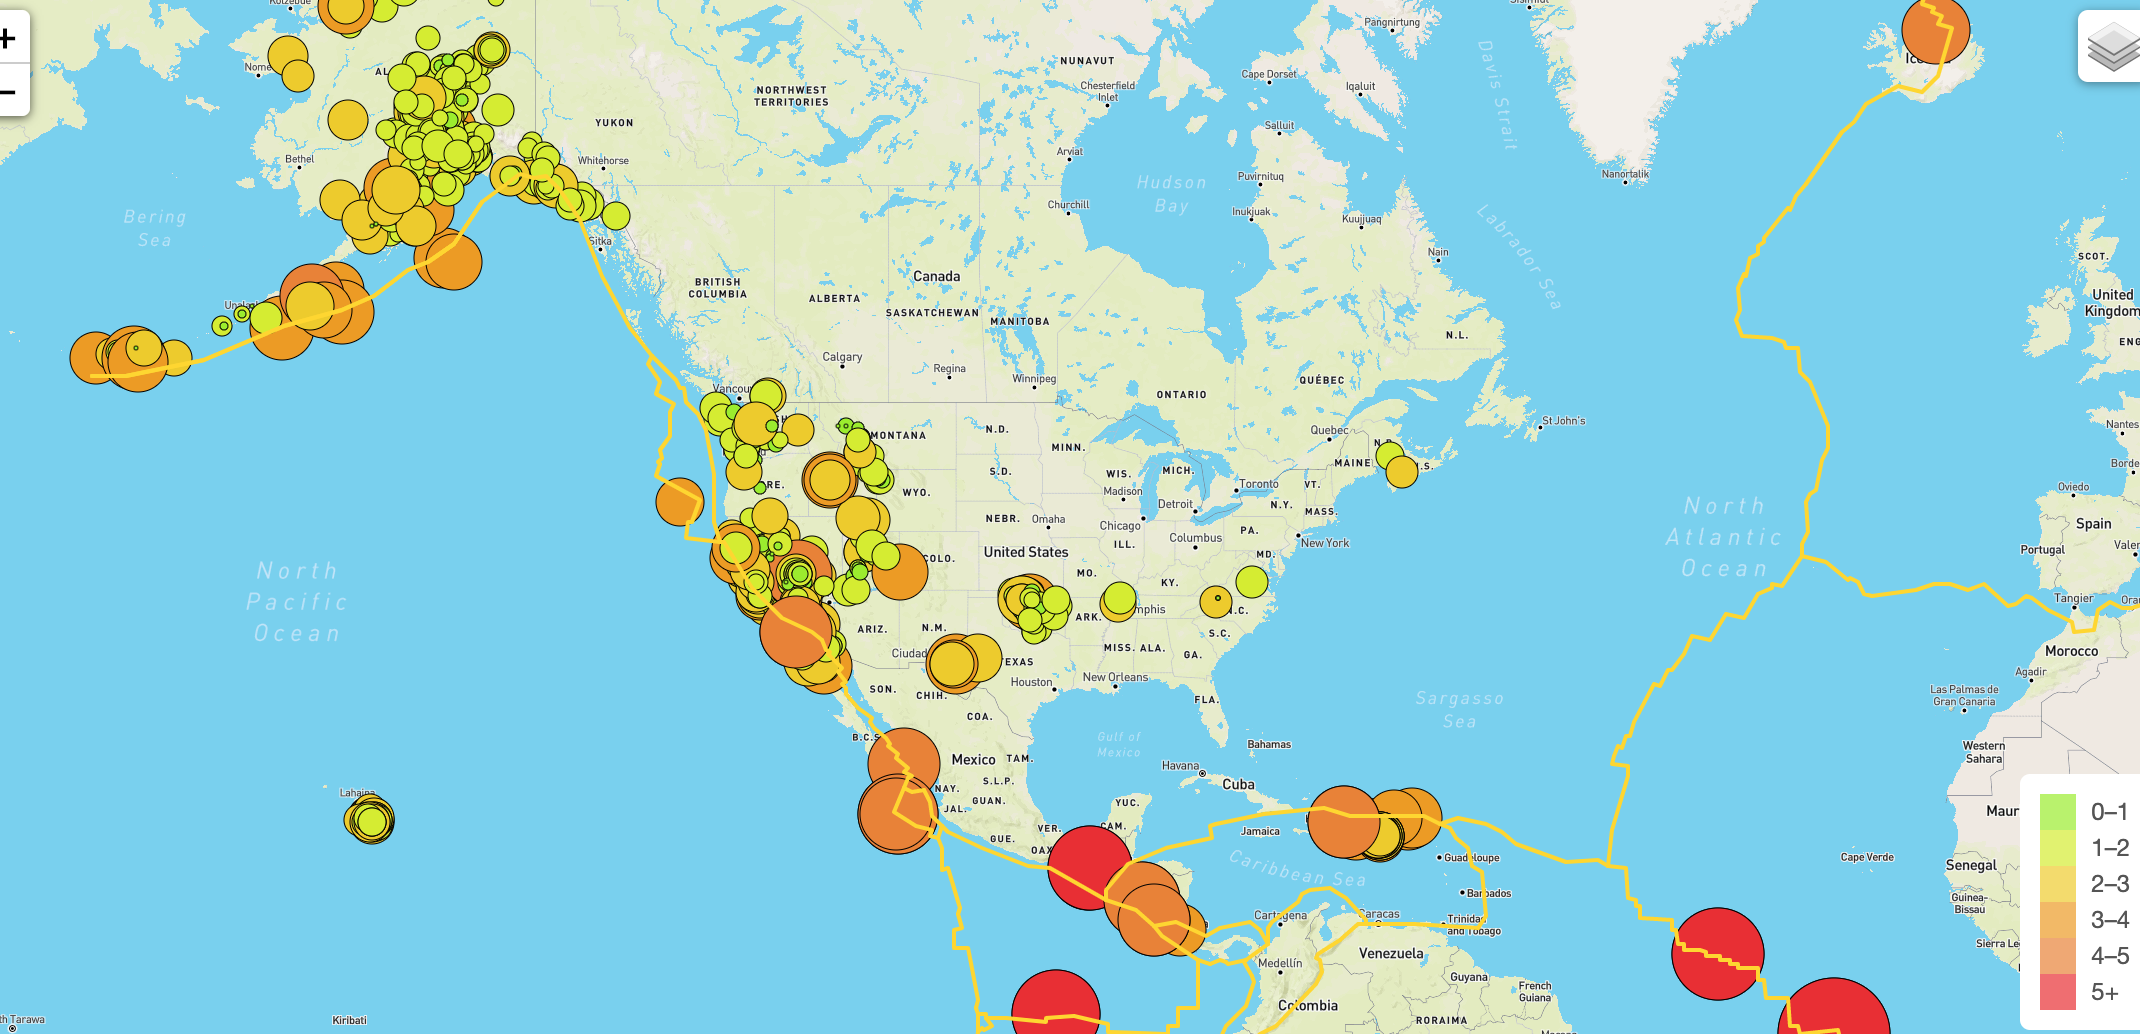 +
−
Kotzebue
Sisimiut
Pangnirtung
Nome
AL
NUNAVUT
Cape Dorset
Iqaluit
Davis Strait
NORTHWEST
TERRITORIES
Chesterfield
Inlet
YUKON
Salluit
Bethel
Whitehorse
Arviat
Nanortalik
Hudson
Bay
Puvirnituq
Bering
Sea
Churchill
Inukjuak
Kuujjuaq
Labrador Sea
Sitka
Nain
SCOT.
Canada
BRITISH
COLUMBIA
ALBERTA
SASKATCHEWAN
MANITOBA
United
Kingdom
N.L.
ENG
Calgary
Regina
Winnipeg
QUÉBEC
ONTARIO
Vancou
St John's
Nantes
MONTANA
N.D.
MINN.
Quebec
N.B.
MAINE
N.S.
S.D.
WIS.
MICH.
Borde
RE.
WYO.
Madison
Toronto
VT.
Oviedo
NEBR.
Omaha
Chicago
Detroit
N.Y.
MASS.
North
Atlantic
Ocean
Spain
United States
COLO.
ILL.
Columbus
PA.
New York
MD.
Portugal
Valen
North
Pacific
Ocean
MO.
KY.
Tangier
Ora
ARK.
mphis
N.C.
ARIZ.
N.M.
S.C.
MISS.
ALA.
GA.
Morocco
Ciudad
TEXAS
Houston
New Orleans
Agadir
SON.
CHIH.
FLA.
Sargasso
Sea
Las Palmas de
Gran Canaria
COA.
B.C.S
Gulf of
Mexico
Bahamas
Western
Sahara
Mexico
TAM.
Havana
Cuba
S.L.P.
NAY.
JAL.
GUAN.
YUC.
Lahaina
VER.
CAM.
GUE.
OAX
Jamaica
Maur
Caribbean Sea
Guadeloupe
Cape Verde
Senegal
Barbados
Guinea-
Bissau
Cartagena
Caracas
Trinidad
and Tobago
Sierra Le
Medellín
Venezuela
Guyana
French
Guiana
Colombia
RORAIMA
th Tarawa
Kiribati
0–1
1–2
2–3
3–4
4–5
5+